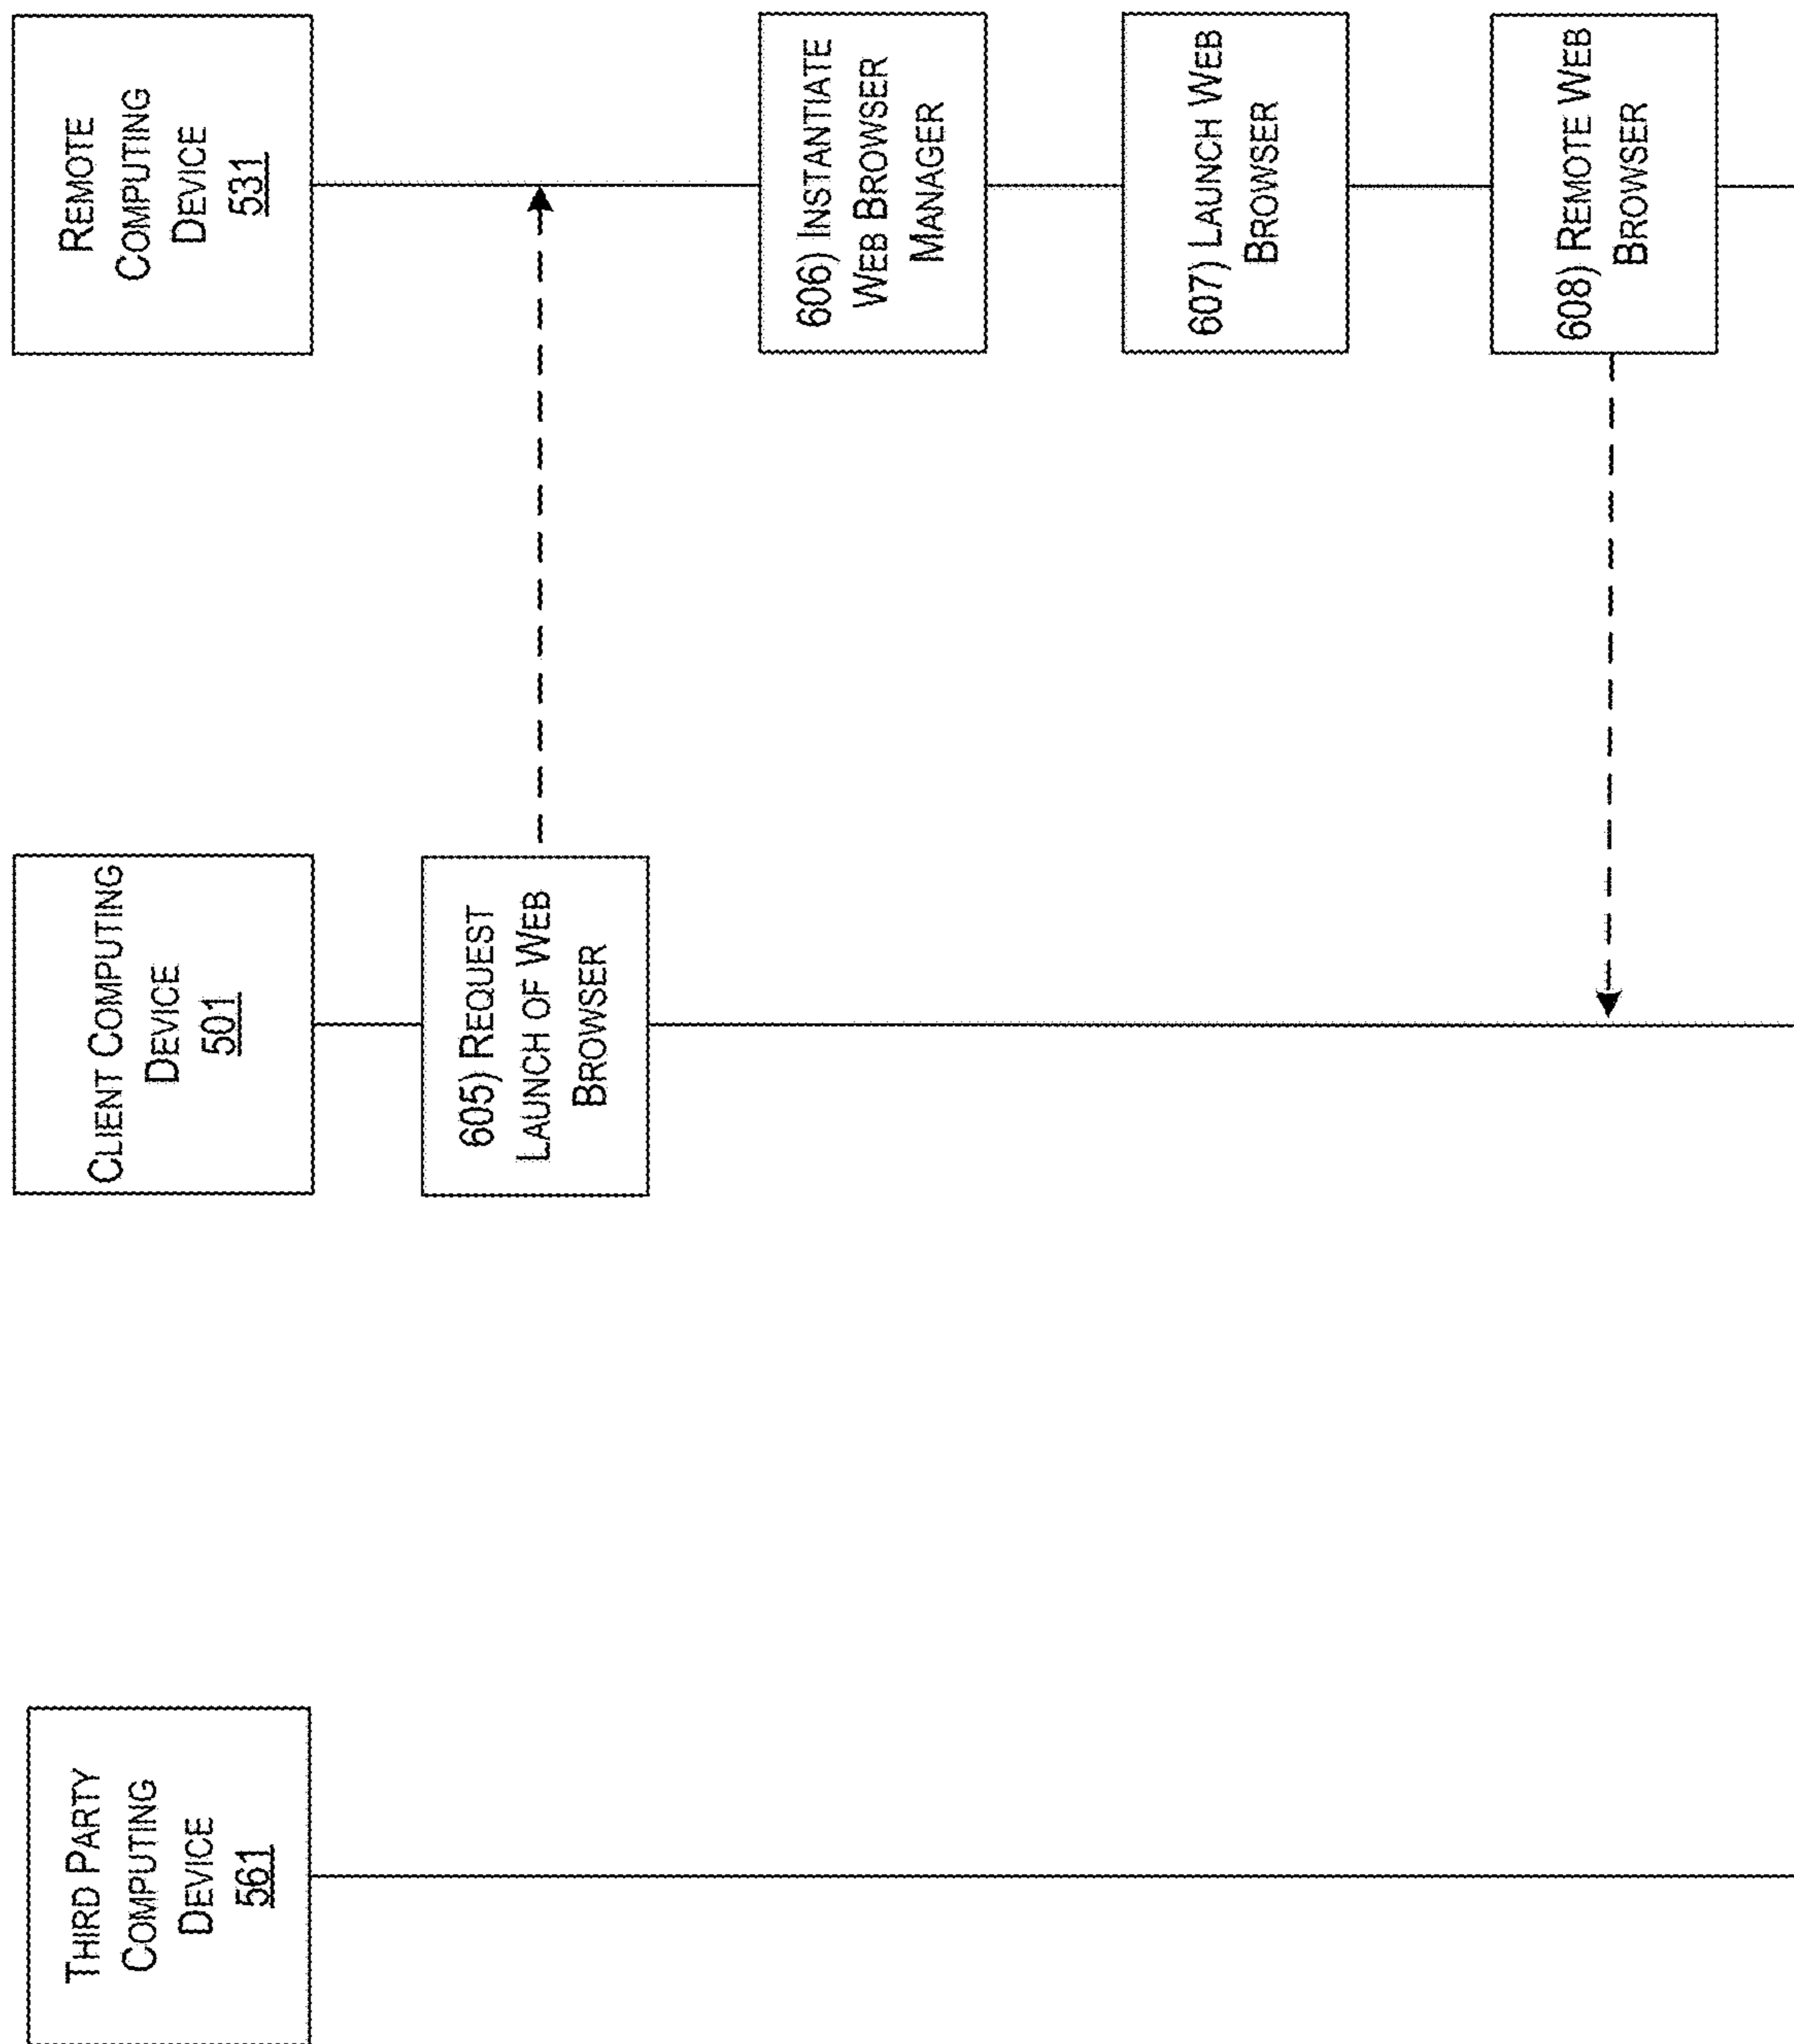 THIRD PARTY
COMPUTING
DEVICE
561
CLIENT COMPUTING
DEVICE
501
REMOTE
COMPUTING
DEVICE
531
605) REQUEST
LAUNCH OF WEB
BROWSER
606) INSTANTIATE
WEB BROWSER
MANAGER
607) LAUNCH WEB
BROWSER
608) REMOTE WEB
BROWSER